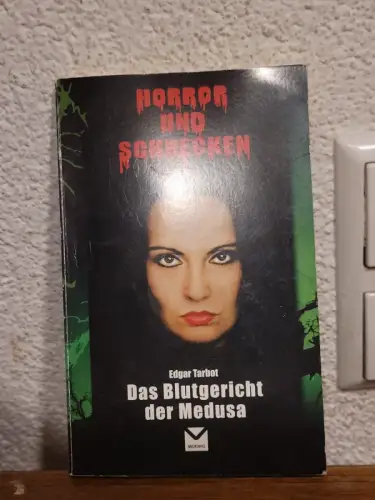 HORROR
UND
SCHRECKEN
Edgar Tarbot
Das Blutgericht
der Medusa